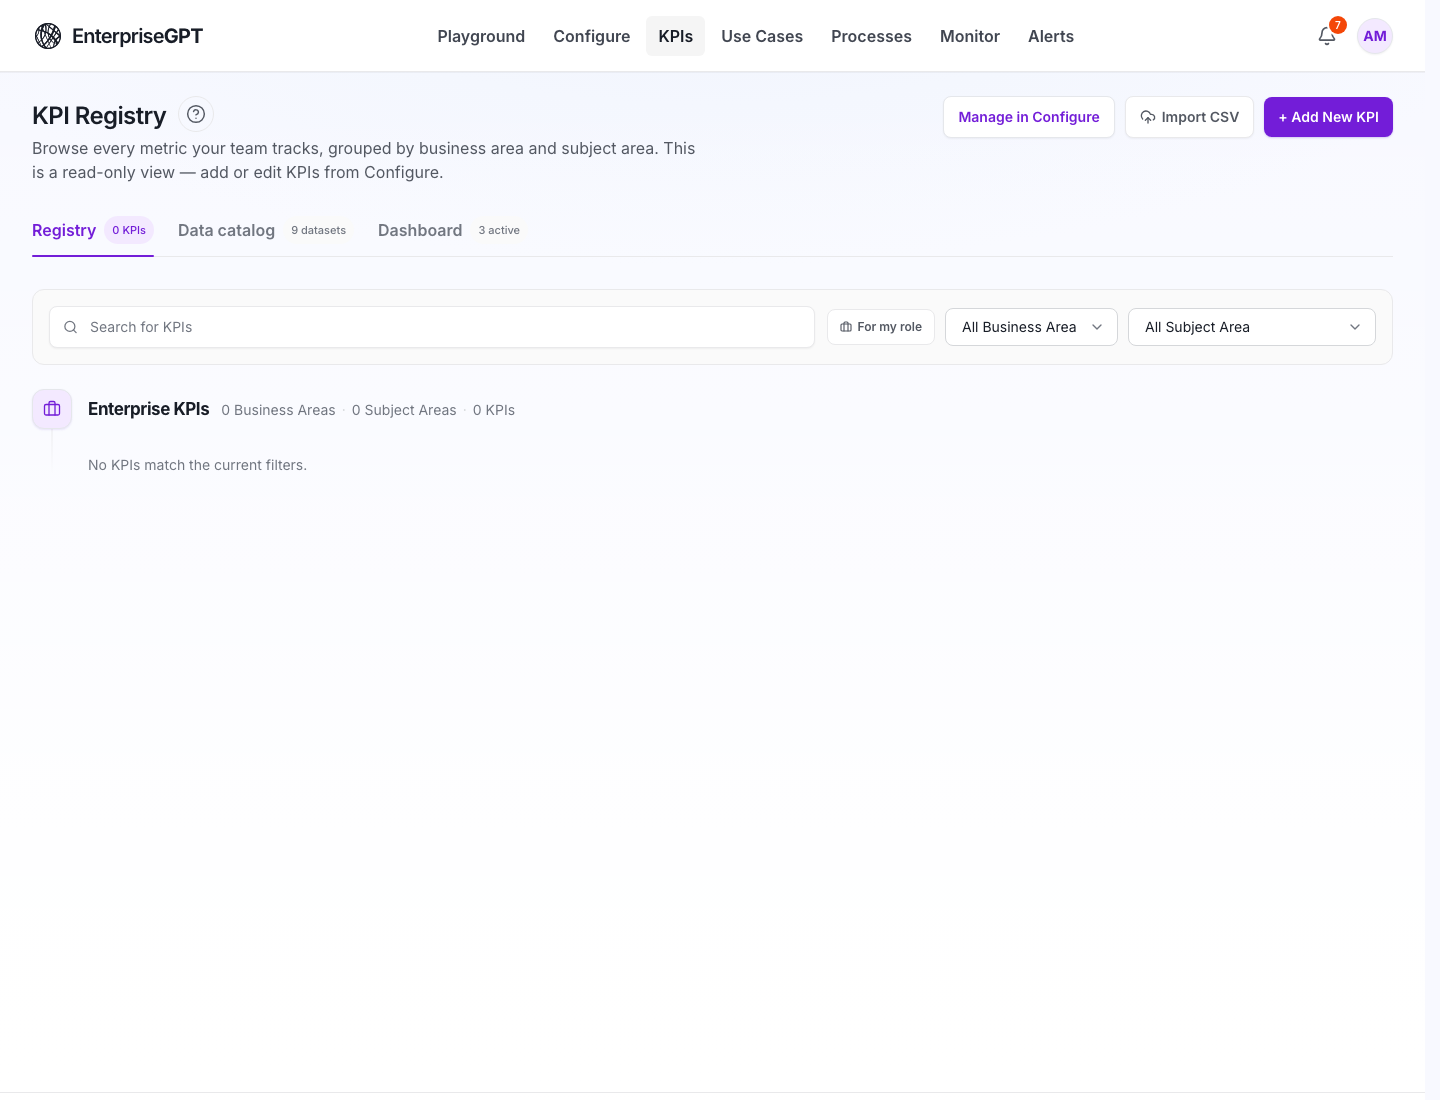 EnterpriseGPT
Playground
Configure
KPIs
Use Cases
Processes
Monitor
Alerts
7
AM
KPI Registry
Manage in Configure
Import CSV
+ Add New KPI
Browse every metric your team tracks, grouped by business area and subject area. This
is a read-only view — add or edit KPIs from Configure.
Registry
0 KPIs
Data catalog
9 datasets
Dashboard
3 active
Search for KPIs
For my role
All Business Area
All Subject Area
Enterprise KPIs
0 Business Areas · 0 Subject Areas · 0 KPIs
No KPIs match the current filters.